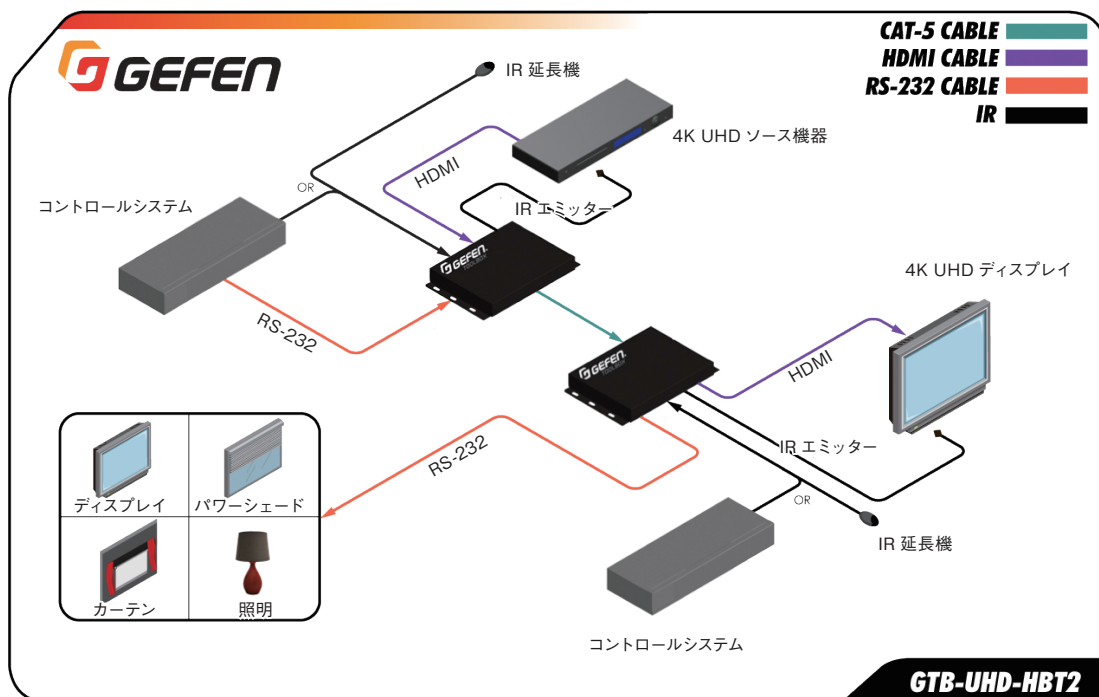 GEFEN
CAT-5 CABLE
HDMI CABLE
RS-232 CABLE
IR
IR 延長機
4K UHD ソース機器
HDMI
OR
IR エミッター
コントロールシステム
GEFEN
TOOLBOX
RS-232
4K UHD ディスプレイ
GEFEN
TOOLBOX
HDMI
RS-232
IR エミッター
OR
IR 延長機
ディスプレイ
パワーシェード
カーテン
照明
コントロールシステム
GTB-UHD-HBT2